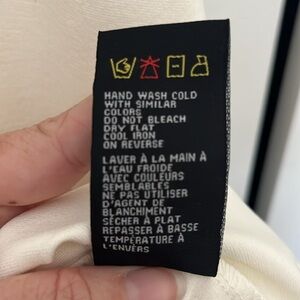 HAND WASH COLD
WITH SIMILAR
COLORS
DO NOT BLEACH
DRY FLAT
COOL IRON
ON REVERSE
LAVER À LA MAIN À
L'EAU FROIDE
AVEC COULEURS
SEMBLABLES
NE PAS UTILISER
D'AGENT DE
BLANCHIMENT
SÉCHER À PLAT
REPASSER À BASSE
TEMPÉRATURE À
L'ENVERS